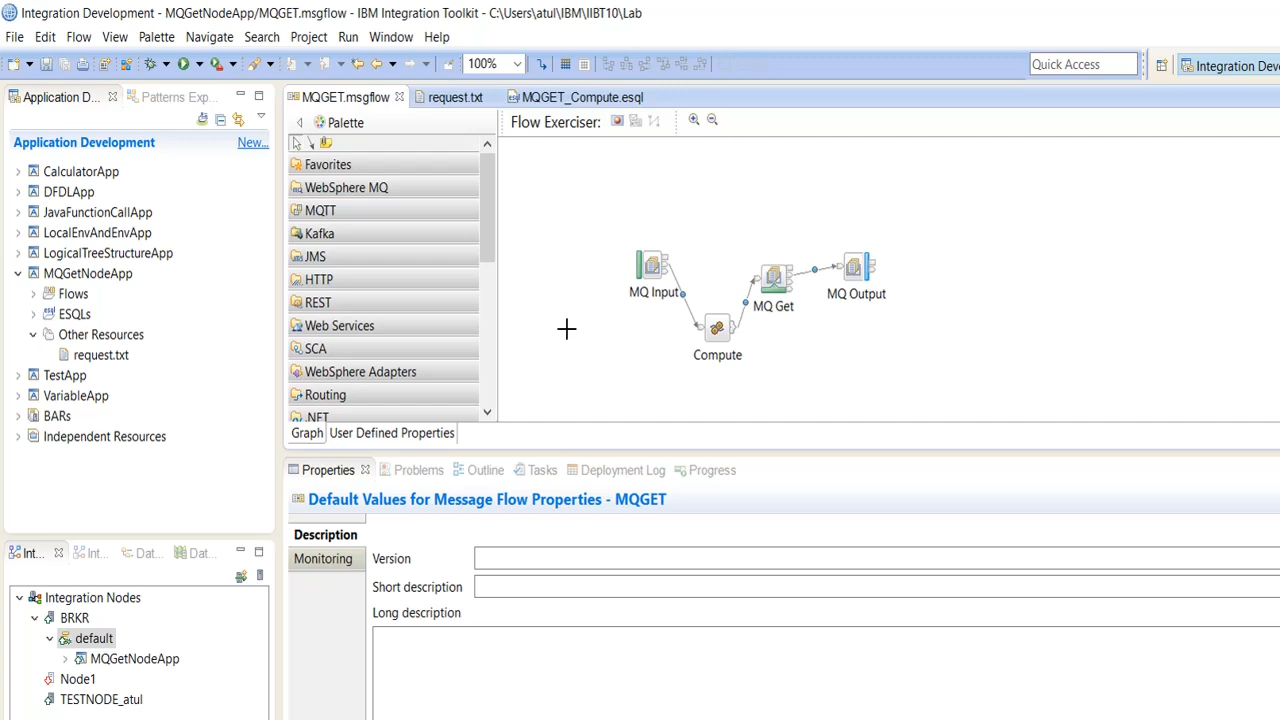 Integration Development - MQGetNodeApp/MQGET.msgflow - IBM Integration Toolkit - C:\Users\atul\IBM\IIBT10\Lab
File Edit Flow View Palette Navigate Search Project Run Window Help
100% Quick Access Integration Deve
Application D... Patterns Exp...
Application Development New...
CalculatorApp
DFDLApp
JavaFunctionCallApp
LocalEnvAndEnvApp
LogicalTreeStructureApp
MQGetNodeApp
Flows
ESQLs
Other Resources
request.txt
TestApp
VariableApp
BARs
Independent Resources
MQGET.msgflow request.txt MQGET_Compute.esql
Palette
Favorites
WebSphere MQ
MQTT
Kafka
JMS
HTTP
REST
Web Services
SCA
WebSphere Adapters
Routing
.NET
Flow Exerciser:
MQ Input
Compute
MQ Get
MQ Output
Graph User Defined Properties
Properties Problems Outline Tasks Deployment Log Progress
Default Values for Message Flow Properties - MQGET
Description
Monitoring
Version
Short description
Long description
Int... Int... Dat... Dat...
Integration Nodes
BRKR
default
MQGetNodeApp
Node1
TESTNODE_atul